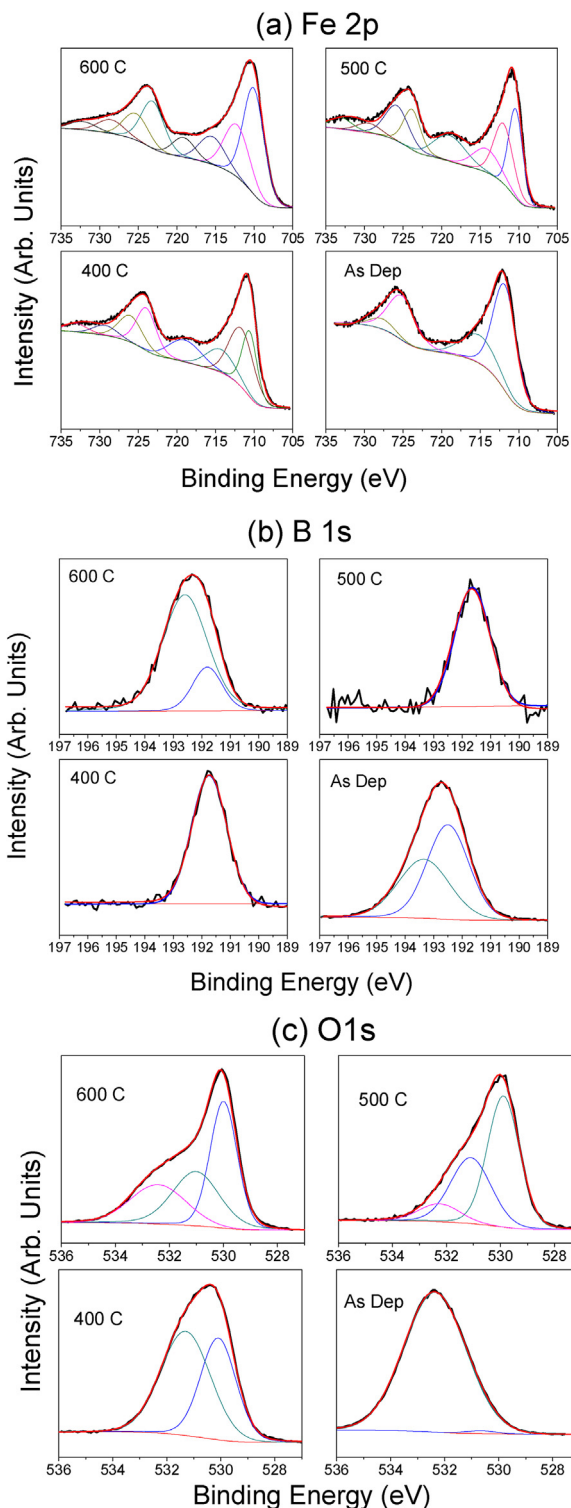 (a) Fe 2p
600 C
500 C
735 730 725 720 715 710 705
735 730 725 720 715 710 705
400 C
As Dep
735 730 725 720 715 710 705
735 730 725 720 715 710 705
Intensity (Arb. Units)
Binding Energy (eV)
(b) B 1s
600 C
500 C
197 196 195 194 193 192 191 190 189
197 196 195 194 193 192 191 190 189
400 C
As Dep
197 196 195 194 193 192 191 190 189
197 196 195 194 193 192 191 190 189
Intensity (Arb. Units)
Binding Energy (eV)
(c) O1s
600 C
500 C
536 534 532 530 528
536 534 532 530 528
400 C
As Dep
536 534 532 530 528
536 534 532 530 528
Intensity (Arb. Units)
Binding Energy (eV)